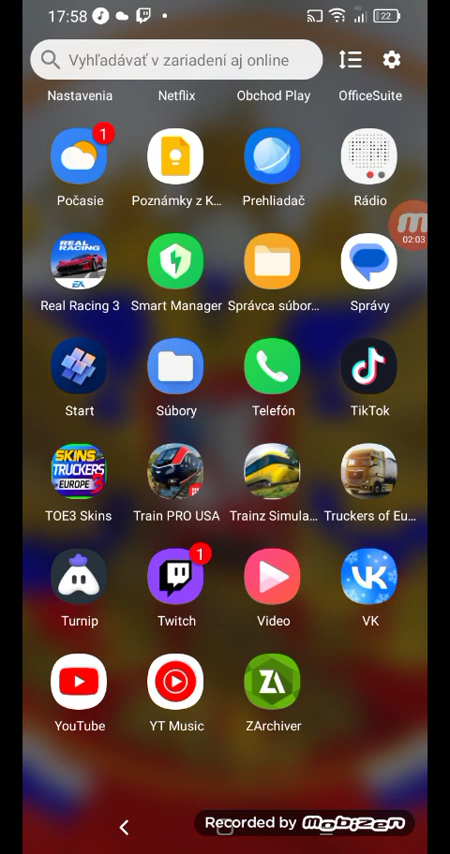 17:58
22
Vyhľadávať v zariadení aj online
Nastavenia Netflix Obchod Play OfficeSuite
1
Počasie Poznámky z K... Prehliadač Rádio
02:03
REAL RACING 3
EA
Real Racing 3 Smart Manager Správca súbor... Správy
Start Súbory Telefón TikTok
SKINS
TRUCKERS
EUROPE 3
TOE3 Skins Train PRO USA Trainz Simula... Truckers of Eu...
1
VK
Turnip Twitch Video VK
ZA
YouTube YT Music ZArchiver
Recorded by mobizen